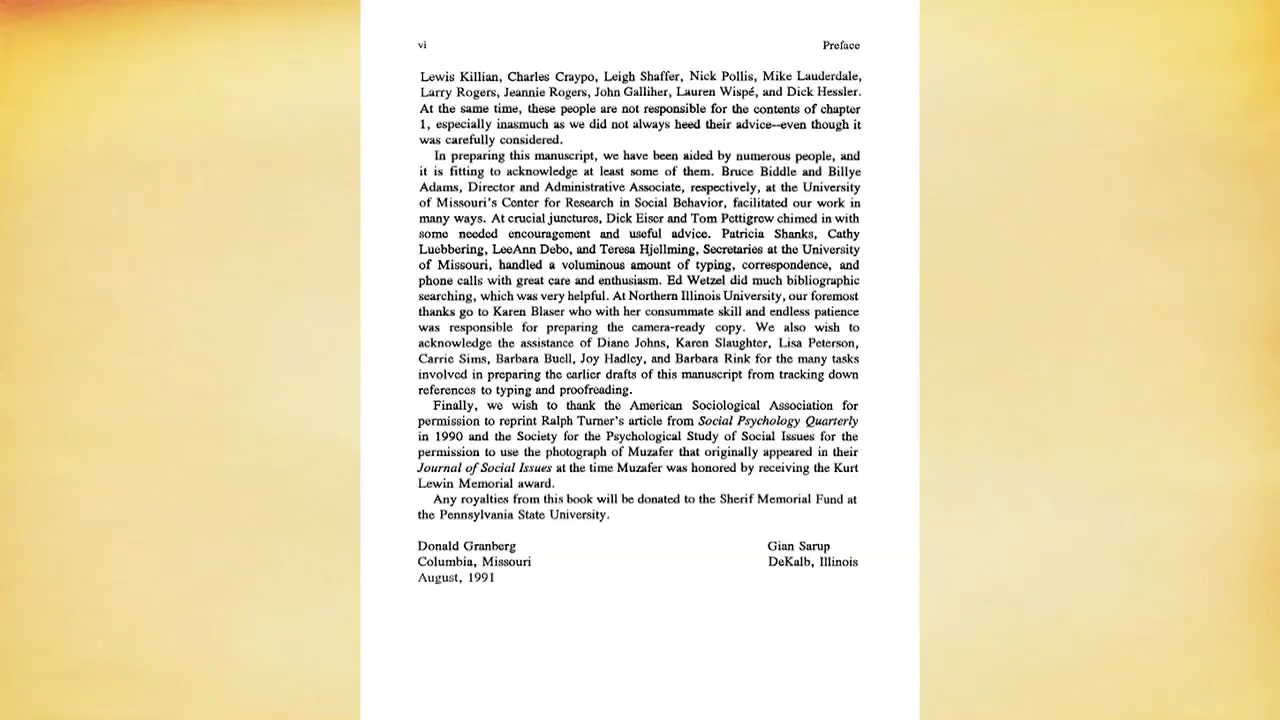 vi Preface
Lewis Killian, Charles Craypo, Leigh Shaffer, Nick Pollis, Mike Lauderdale,
Larry Rogers, Jeannie Rogers, John Galliher, Lauren Wispé, and Dick Hessler.
At the same time, these people are not responsible for the contents of chapter
1, especially inasmuch as we did not always heed their advice--even though it
was carefully considered.
In preparing this manuscript, we have been aided by numerous people, and
it is fitting to acknowledge at least some of them. Bruce Biddle and Billye
Adams, Director and Administrative Associate, respectively, at the University
of Missouri's Center for Research in Social Behavior, facilitated our work in
many ways. At crucial junctures, Dick Eiser and Tom Pettigrew chimed in with
some needed encouragement and useful advice. Patricia Shanks, Cathy
Luebbering, LeeAnn Debo, and Teresa Hjellming, Secretaries at the University
of Missouri, handled a voluminous amount of typing, correspondence, and
phone calls with great care and enthusiasm. Ed Wetzel did much bibliographic
searching, which was very helpful. At Northern Illinois University, our foremost
thanks go to Karen Blaser who with her consummate skill and endless patience
was responsible for preparing the camera-ready copy. We also wish to
acknowledge the assistance of Diane Johns, Karen Slaughter, Lisa Peterson,
Carrie Sims, Barbara Buell, Joy Hadley, and Barbara Rink for the many tasks
involved in preparing the earlier drafts of this manuscript from tracking down
references to typing and proofreading.
Finally, we wish to thank the American Sociological Association for
permission to reprint Ralph Turner's article from Social Psychology Quarterly
in 1990 and the Society for the Psychological Study of Social Issues for the
permission to use the photograph of Muzafer that originally appeared in their
Journal of Social Issues at the time Muzafer was honored by receiving the Kurt
Lewin Memorial award.
Any royalties from this book will be donated to the Sherif Memorial Fund at
the Pennsylvania State University.
Donald Granberg Gian Sarup
Columbia, Missouri DeKalb, Illinois
August, 1991